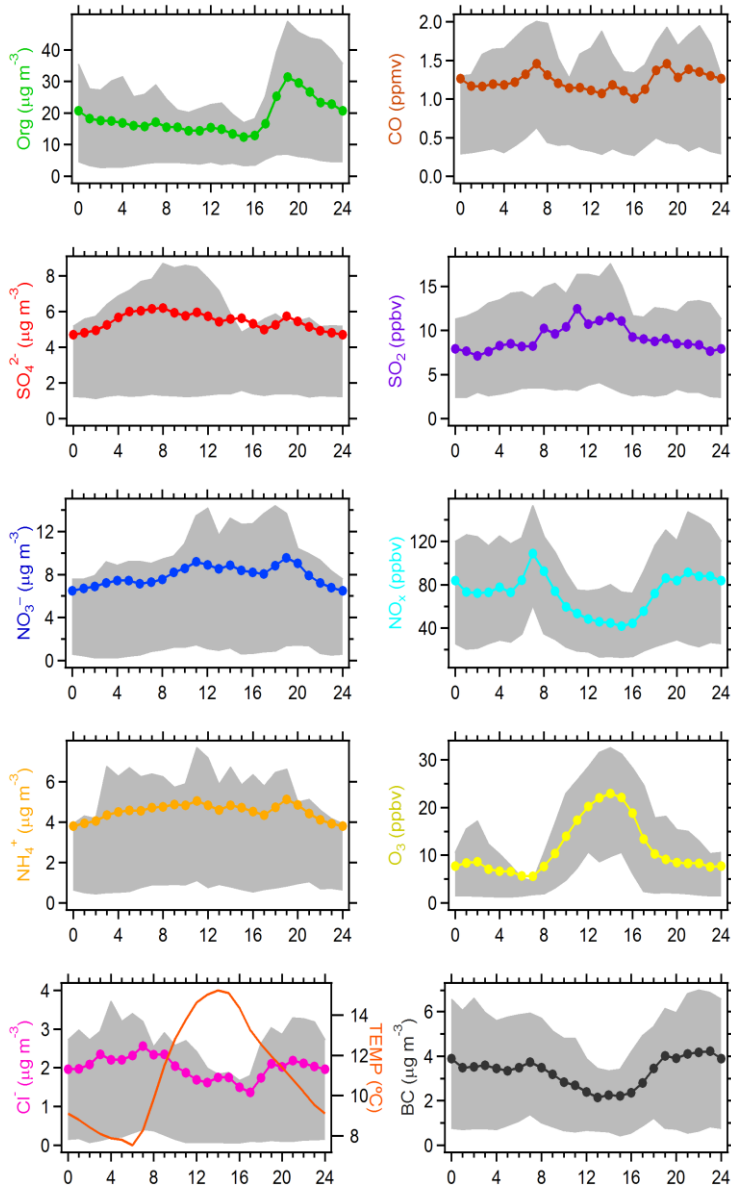 Org (µg m⁻³)
40
30
20
10
0
0 4 8 12 16 20 24
CO (ppmv)
2.0
1.5
1.0
0.5
0.0
0 4 8 12 16 20 24
SO₄²⁻ (µg m⁻³)
8
6
4
2
0
0 4 8 12 16 20 24
SO₂ (ppbv)
15
10
5
0
0 4 8 12 16 20 24
NO₃⁻ (µg m⁻³)
12
8
4
0
0 4 8 12 16 20 24
NOₓ (ppbv)
120
80
40
0 4 8 12 16 20 24
NH₄⁺ (µg m⁻³)
6
4
2
0
0 4 8 12 16 20 24
O₃ (ppbv)
30
20
10
0
0 4 8 12 16 20 24
Cl⁻ (µg m⁻³)
4
3
2
1
0
0 4 8 12 16 20 24
TEMP (ºC)
14
12
10
8
BC (µg m⁻³)
6
4
2
0
0 4 8 12 16 20 24